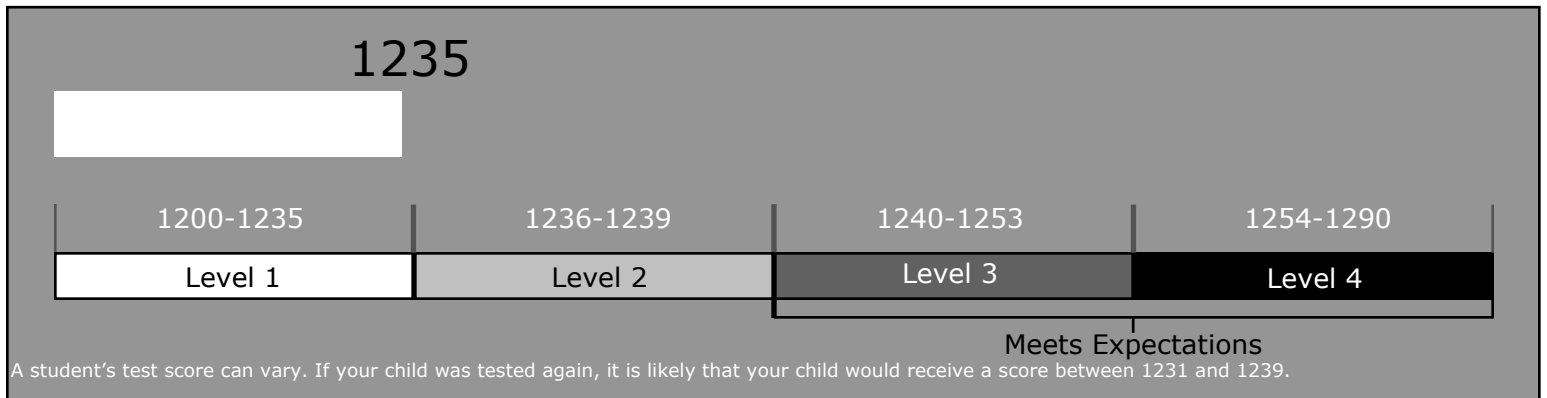 1235
1200-1235 1236-1239 1240-1253 1254-1290
Level 1 Level 2 Level 3 Level 4
Meets Expectations
A student’s test score can vary. If your child was tested again, it is likely that your child would receive a score between 1231 and 1239.